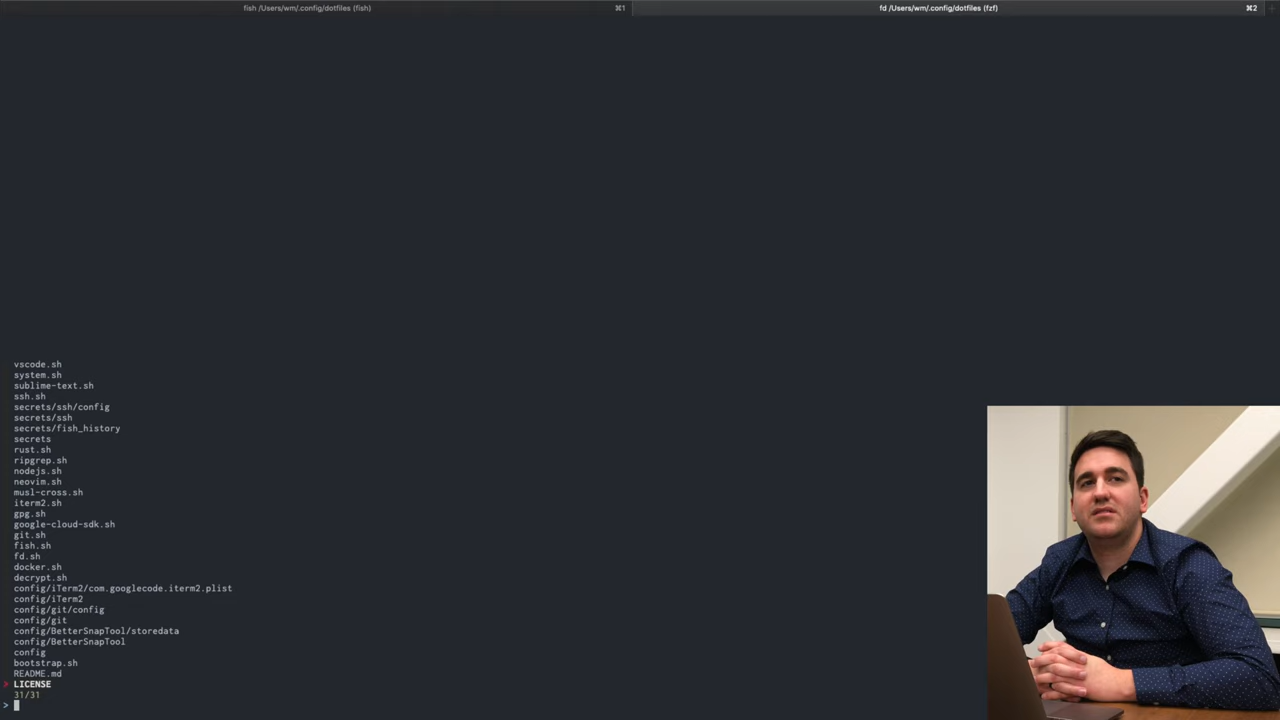 fish /Users/wm/.config/dotfiles (fish) ⌘1
fd /Users/wm/.config/dotfiles (fzf) ⌘2
vscode.sh
system.sh
sublime-text.sh
ssh.sh
secrets/ssh/config
secrets/ssh
secrets/fish_history
secrets
rust.sh
ripgrep.sh
nodejs.sh
neovim.sh
musl-cross.sh
iterm2.sh
gpg.sh
google-cloud-sdk.sh
git.sh
fish.sh
fd.sh
docker.sh
decrypt.sh
config/iTerm2/com.googlecode.iterm2.plist
config/iTerm2
config/git/config
config/git
config/BetterSnapTool/storedata
config/BetterSnapTool
config
bootstrap.sh
README.md
> LICENSE
31/31
>